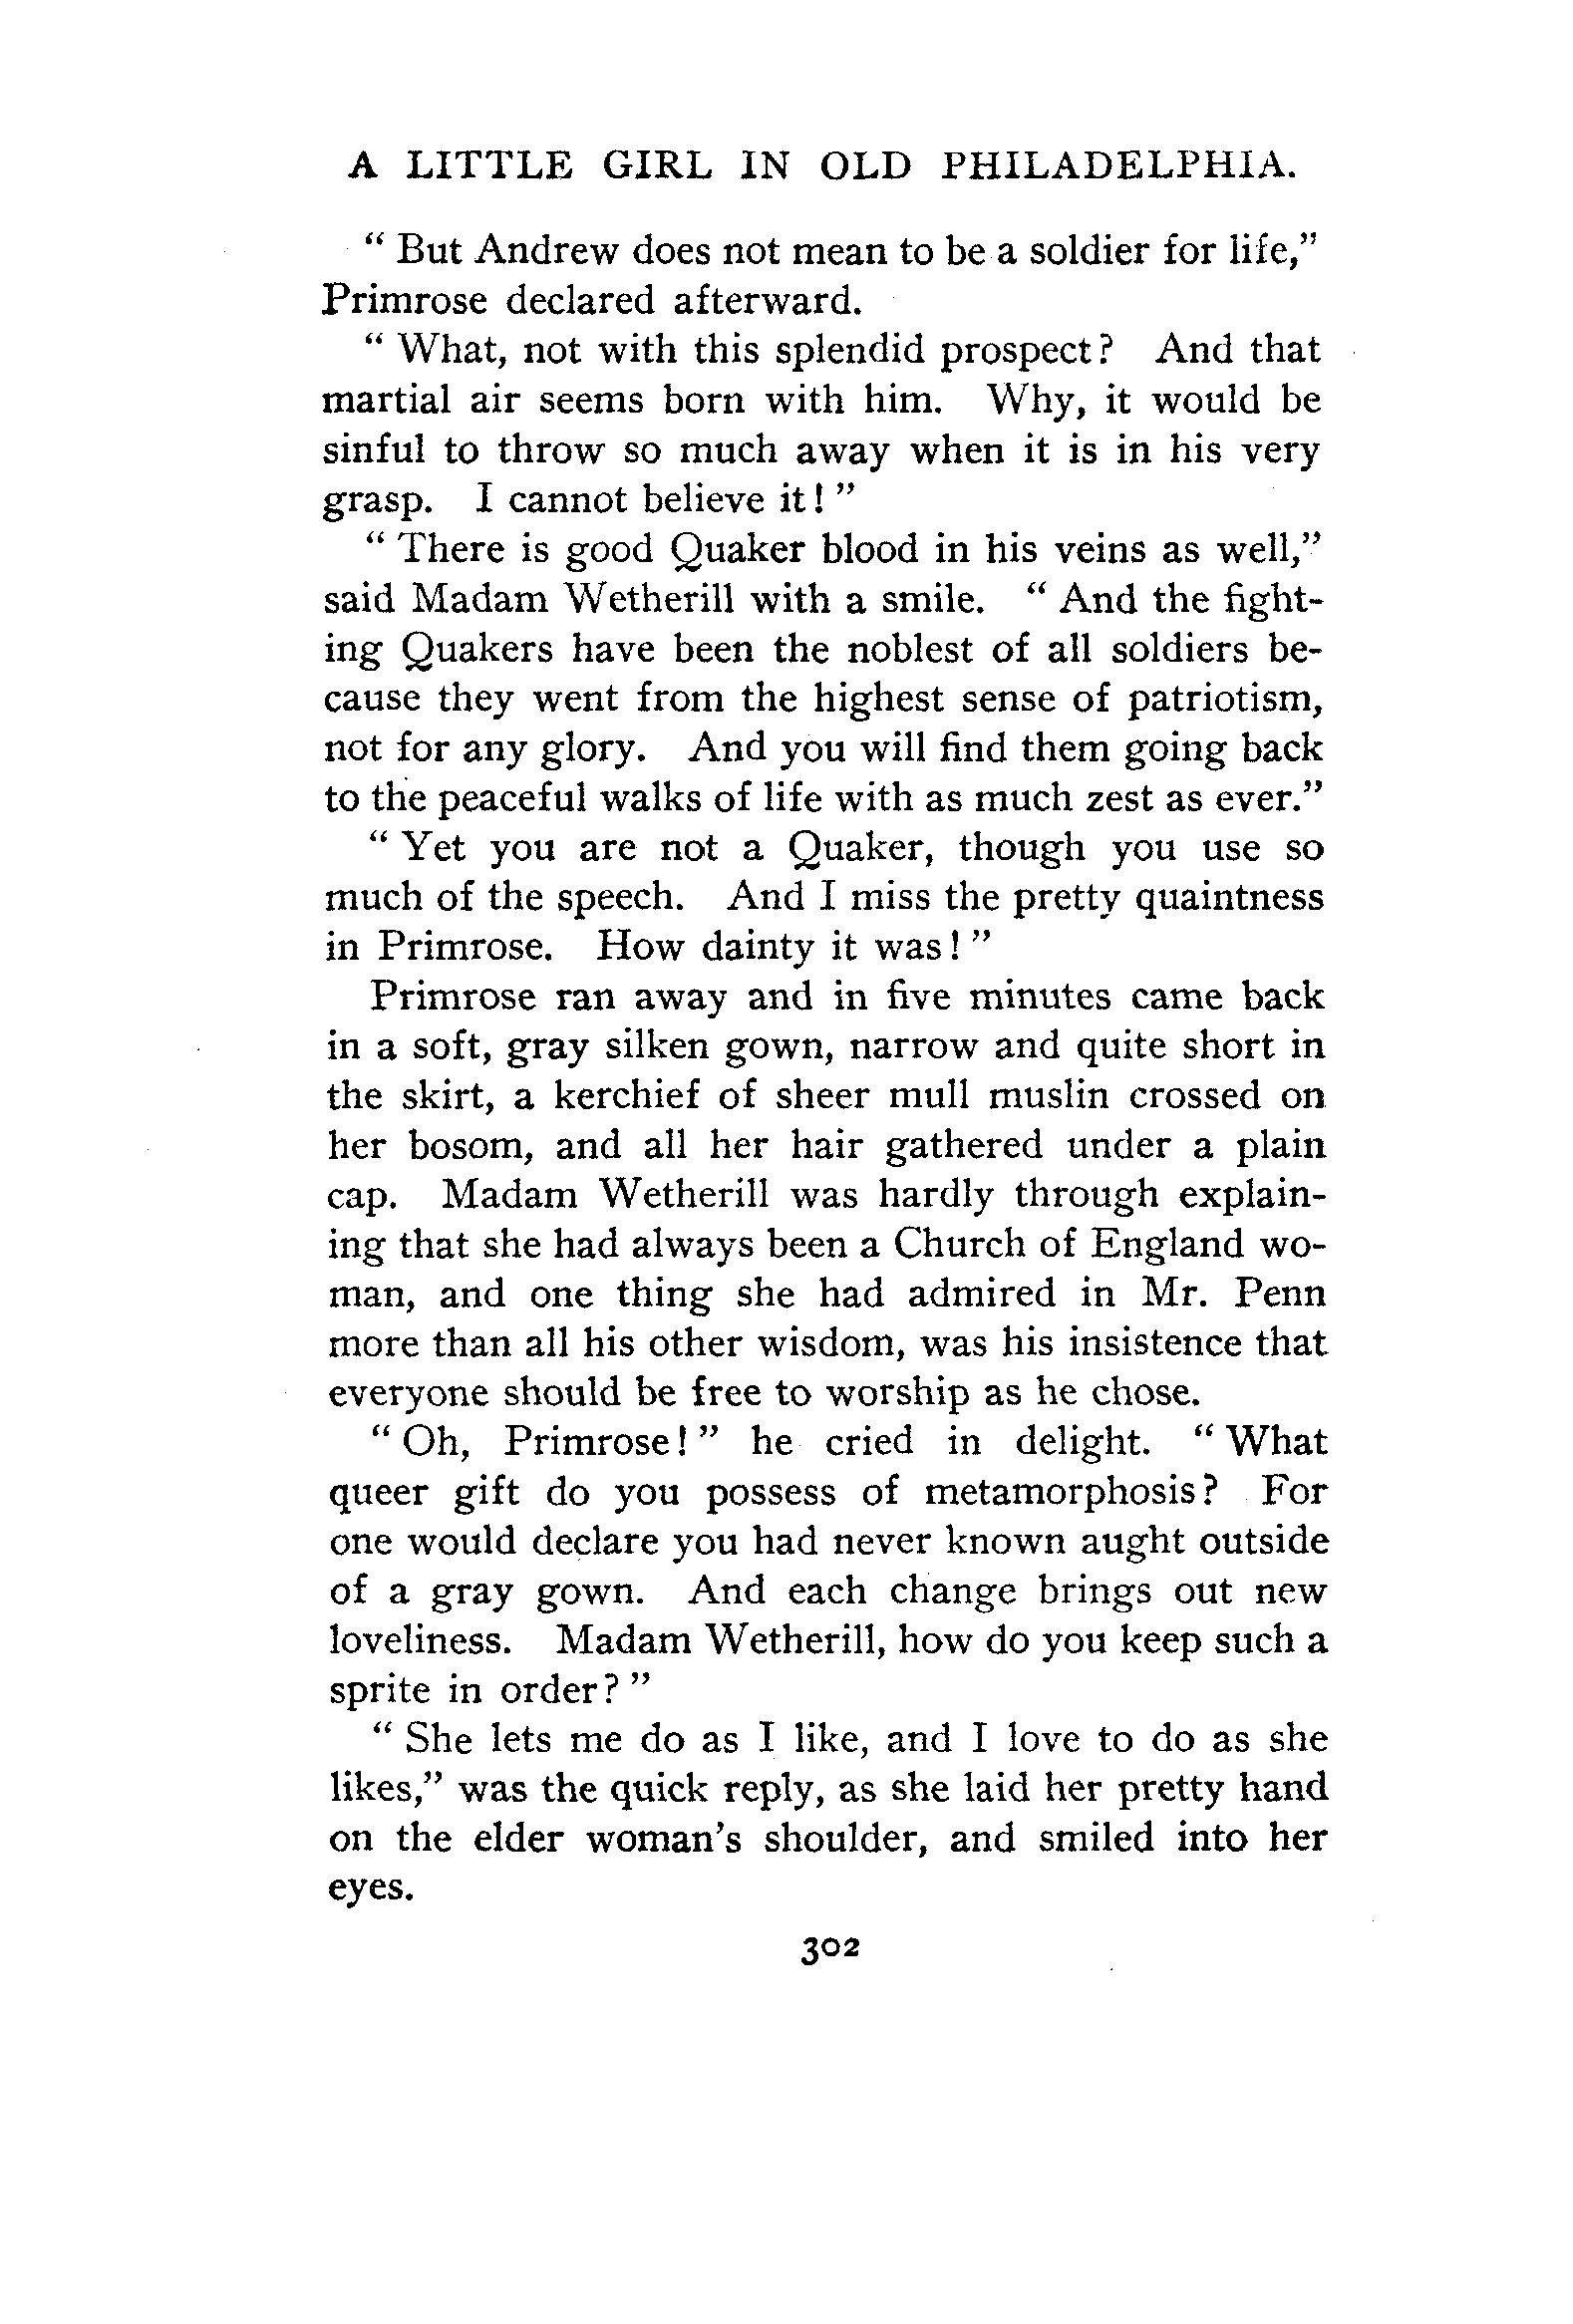 A LITTLE GIRL IN OLD PHILADELPHIA.
“ But Andrew does not mean to be a soldier for life,”
Primrose declared afterward.
“ What, not with this splendid prospect? And that
martial air seems born with him. Why, it would be
sinful to throw so much away when it is in his very
grasp. I cannot believe it! ”
“ There is good Quaker blood in his veins as well,”
said Madam Wetherill with a smile. “ And the fight-
ing Quakers have been the noblest of all soldiers be-
cause they went from the highest sense of patriotism,
not for any glory. And you will find them going back
to the peaceful walks of life with as much zest as ever.”
“ Yet you are not a Quaker, though you use so
much of the speech. And I miss the pretty quaintness
in Primrose. How dainty it was! ”
Primrose ran away and in five minutes came back
in a soft, gray silken gown, narrow and quite short in
the skirt, a kerchief of sheer mull muslin crossed on
her bosom, and all her hair gathered under a plain
cap. Madam Wetherill was hardly through explain-
ing that she had always been a Church of England wo-
man, and one thing she had admired in Mr. Penn
more than all his other wisdom, was his insistence that
everyone should be free to worship as he chose.
“ Oh, Primrose! ” he cried in delight. “ What
queer gift do you possess of metamorphosis? For
one would declare you had never known aught outside
of a gray gown. And each change brings out new
loveliness. Madam Wetherill, how do you keep such a
sprite in order? ”
“ She lets me do as I like, and I love to do as she
likes,” was the quick reply, as she laid her pretty hand
on the elder woman’s shoulder, and smiled into her
eyes.
302